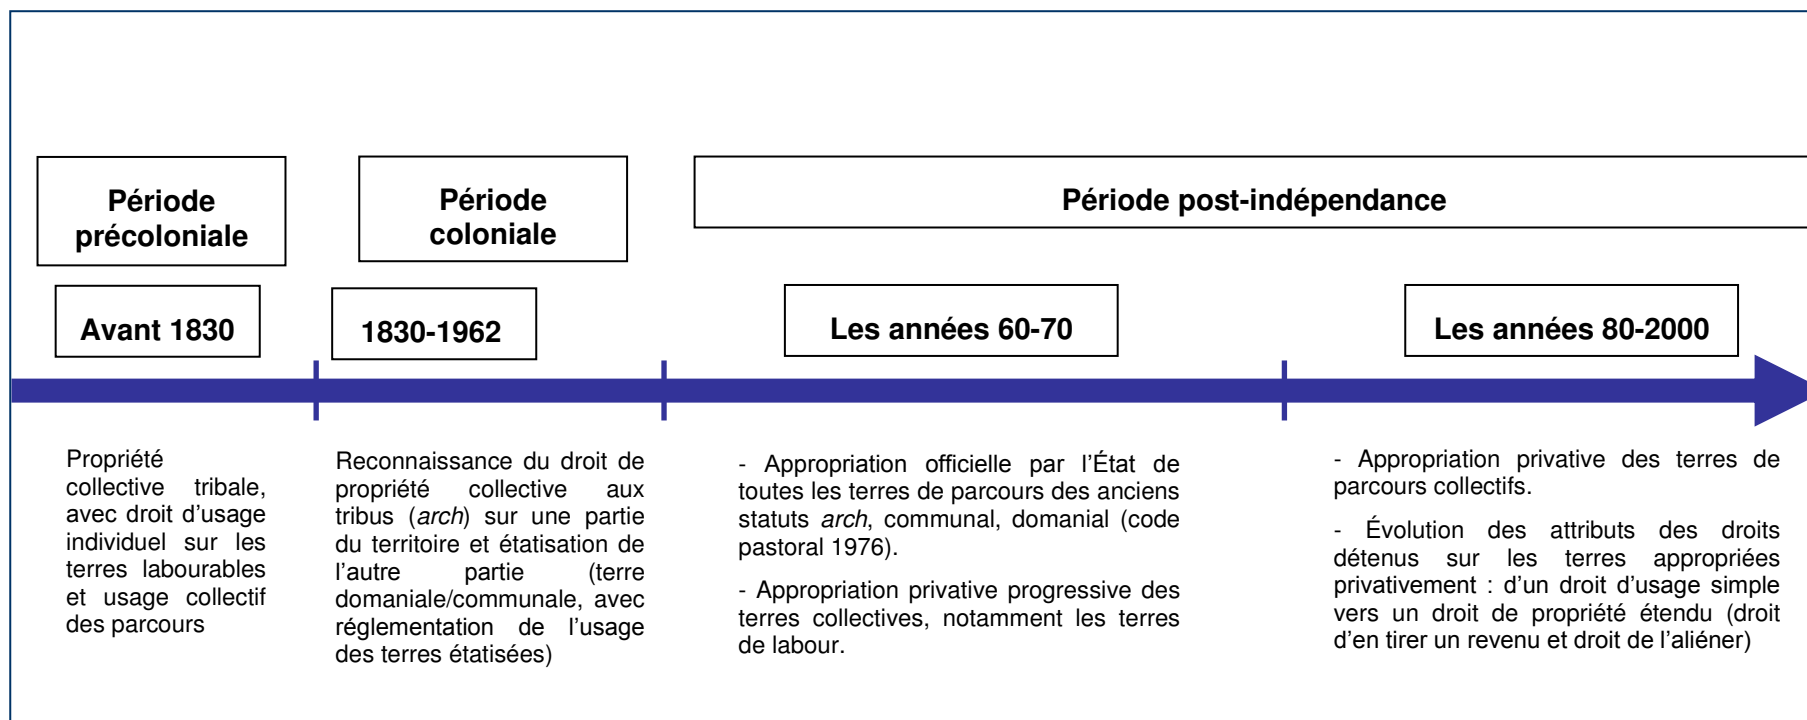 Période
précoloniale
Période
coloniale
Période post-indépendance
Avant 1830
1830-1962
Les années 60-70
Les années 80-2000
Propriété
collective tribale,
avec droit d’usage
individuel sur les
terres labourables
et usage collectif
des parcours
Reconnaissance du droit de
propriété collective aux
tribus (arch) sur une partie
du territoire et étatisation de
l’autre partie (terre
domaniale/communale, avec
réglementation de l’usage
des terres étatisées)
- Appropriation officielle par l’État de
toutes les terres de parcours des anciens
statuts arch, communal, domanial (code
pastoral 1976).
- Appropriation privative progressive des
terres collectives, notamment les terres
de labour.
- Appropriation privative des terres de
parcours collectifs.
- Évolution des attributs des droits
détenus sur les terres appropriées
privativement : d’un droit d’usage simple
vers un droit de propriété étendu (droit
d’en tirer un revenu et droit de l’aliéner)